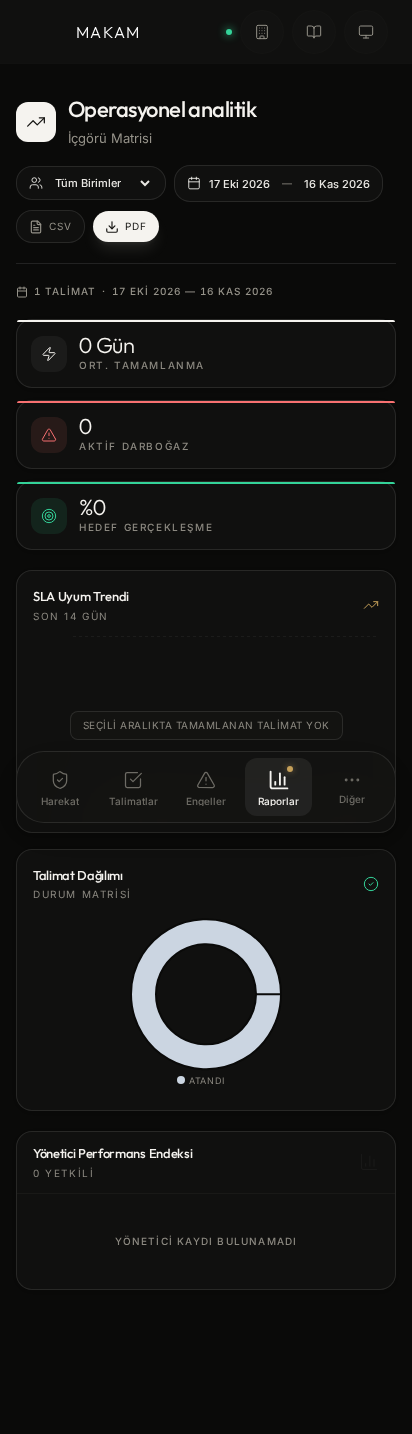 MAKAM
Operasyonel analitik
İçgörü Matrisi
Tüm Birimler
17 Eki 2026 — 16 Kas 2026
CSV
PDF
1 TALİMAT · 17 EKİ 2026 — 16 KAS 2026
0 Gün
ORT. TAMAMLANMA
0
AKTİF DARBOĞAZ
%0
HEDEF GERÇEKLEŞME
SLA Uyum Trendi
SON 14 GÜN
SEÇİLİ ARALIKTA TAMAMLANAN TALİMAT YOK
Harekat
Talimatlar
Engeller
Raporlar
Diğer
Talimat Dağılımı
DURUM MATRİSİ
ATANDI
Yönetici Performans Endeksi
0 YETKİLİ
YÖNETİCİ KAYDI BULUNAMADI